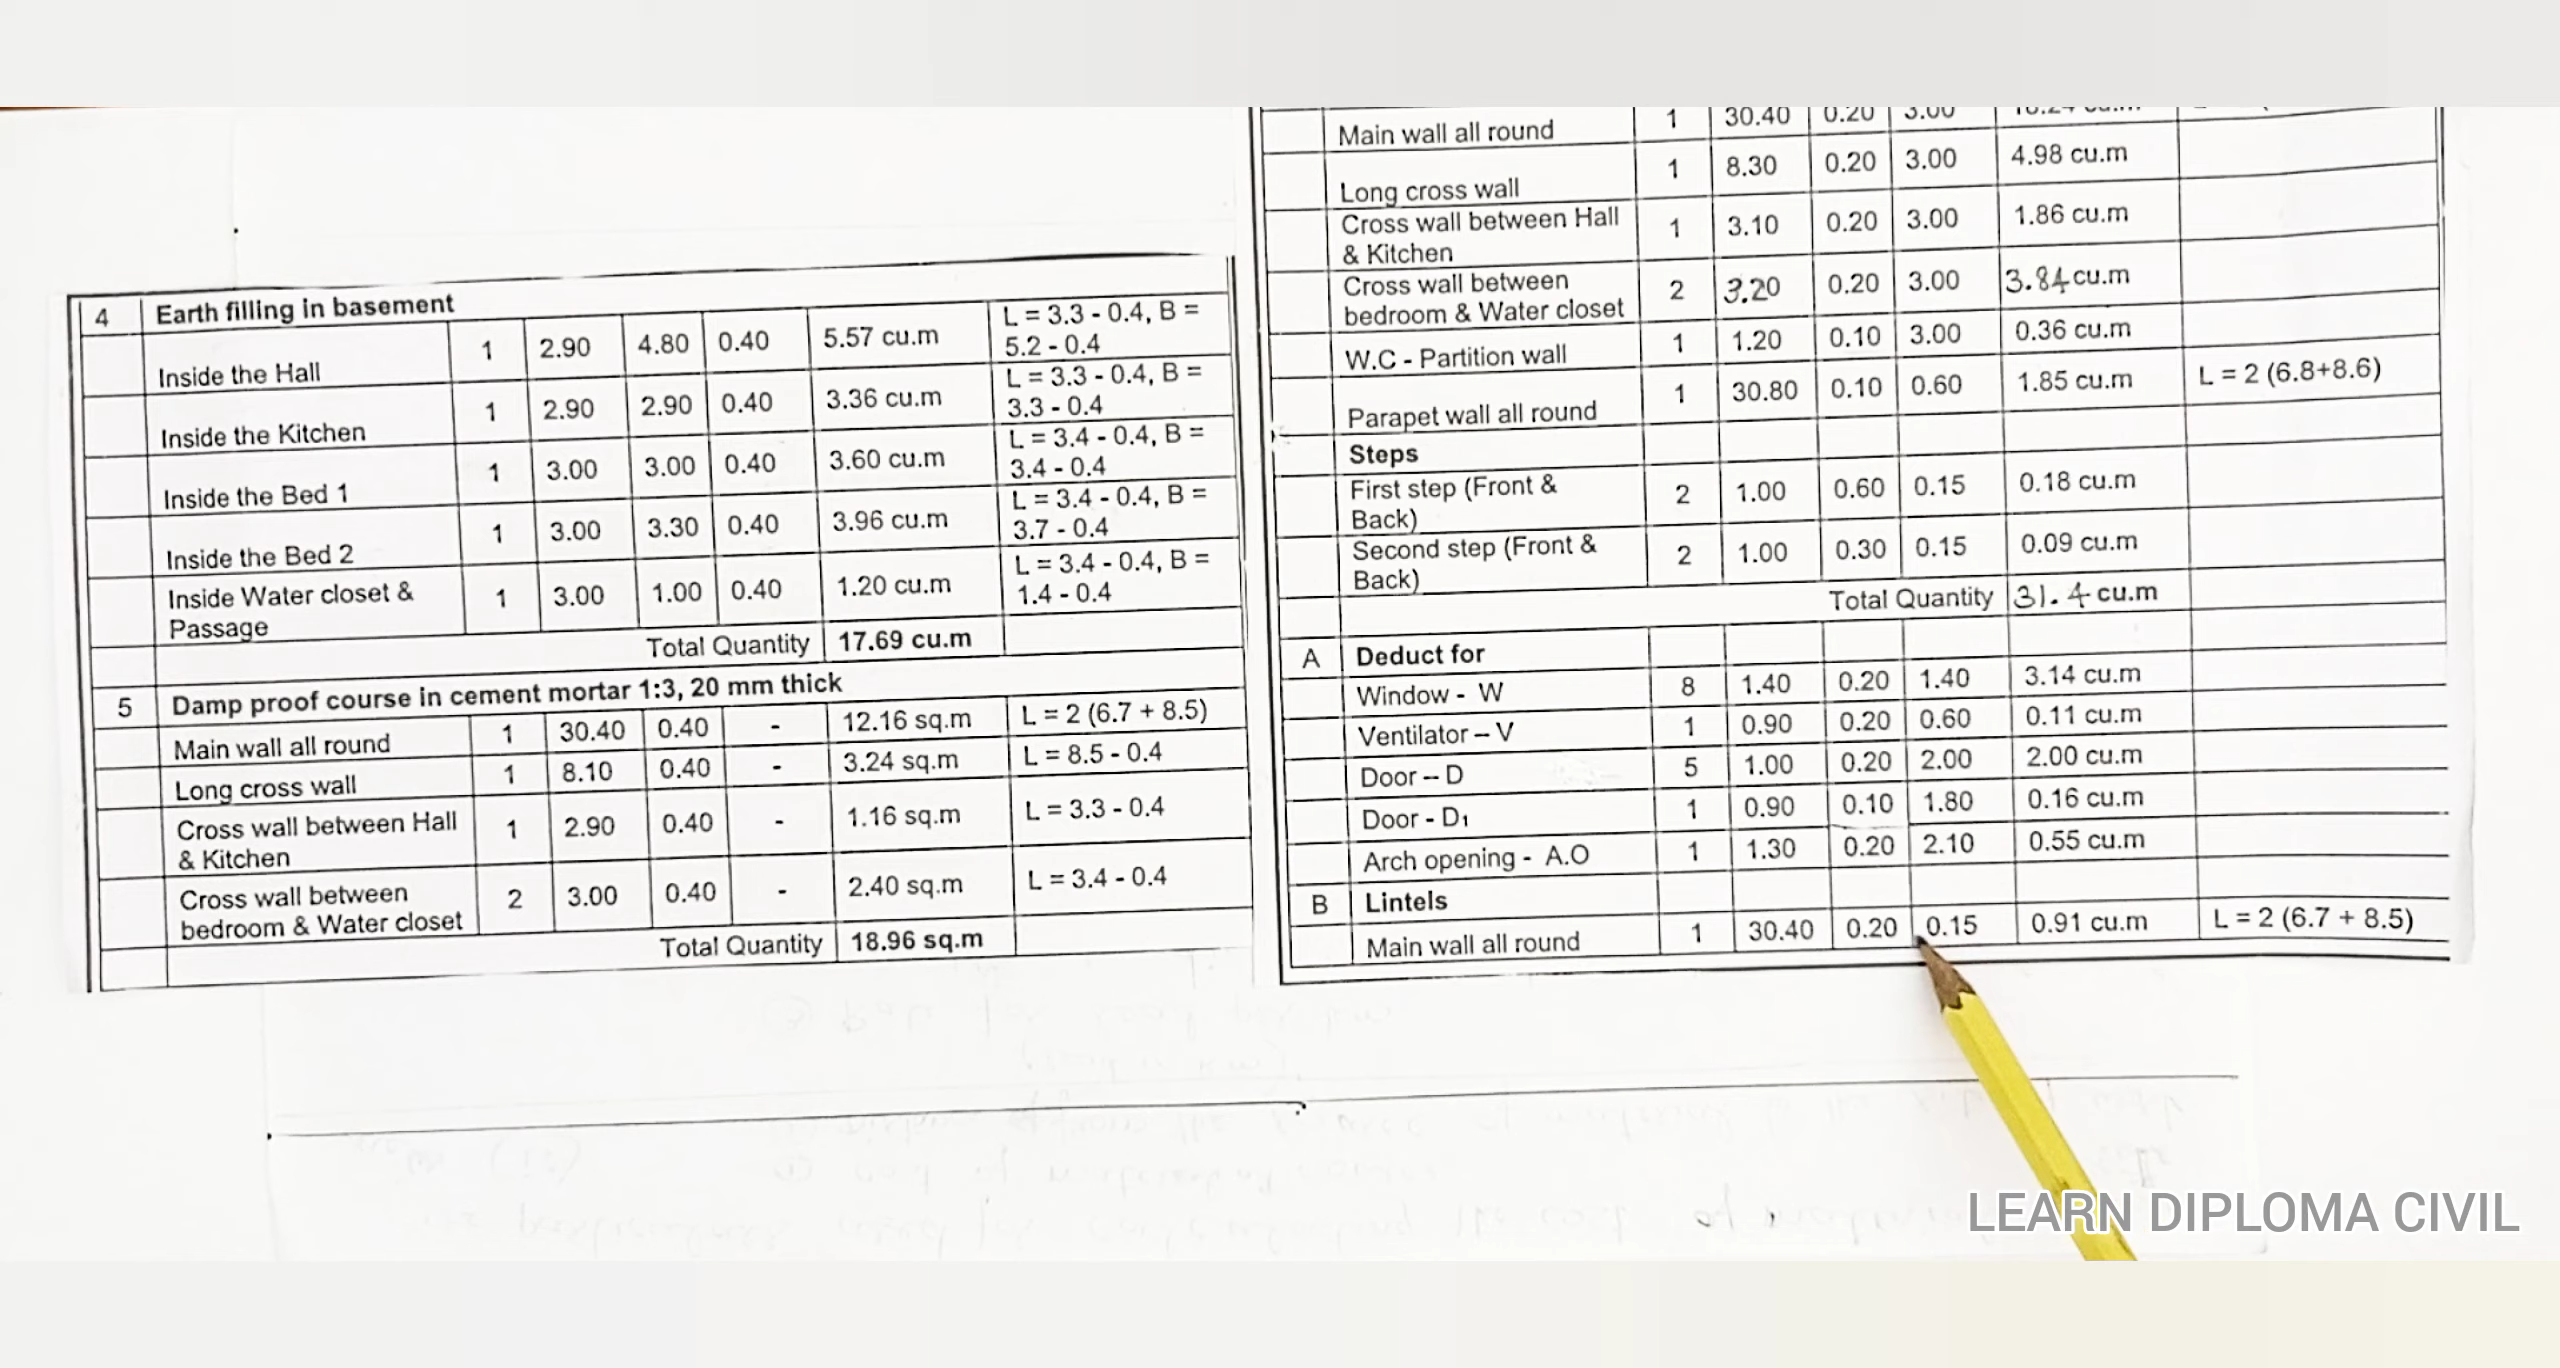 4 Earth filling in basement
Inside the Hall 1 2.90 4.80 0.40 5.57 cu.m L = 3.3 - 0.4, B =
5.2 - 0.4
Inside the Kitchen 1 2.90 2.90 0.40 3.36 cu.m L = 3.3 - 0.4, B =
3.3 - 0.4
Inside the Bed 1 1 3.00 3.00 0.40 3.60 cu.m L = 3.4 - 0.4, B =
3.4 - 0.4
Inside the Bed 2 1 3.00 3.30 0.40 3.96 cu.m L = 3.4 - 0.4, B =
3.7 - 0.4
Inside Water closet & 1 3.00 1.00 0.40 1.20 cu.m L = 3.4 - 0.4, B =
Passage 1.4 - 0.4
Total Quantity 17.69 cu.m
5 Damp proof course in cement mortar 1:3, 20 mm thick
Main wall all round 1 30.40 0.40 - 12.16 sq.m L = 2 (6.7 + 8.5)
Long cross wall 1 8.10 0.40 - 3.24 sq.m L = 8.5 - 0.4
Cross wall between Hall 1 2.90 0.40 - 1.16 sq.m L = 3.3 - 0.4
& Kitchen
Cross wall between 2 3.00 0.40 - 2.40 sq.m L = 3.4 - 0.4
bedroom & Water closet
Total Quantity 18.96 sq.m
Main wall all round 1 30.40 0.20 3.00
Long cross wall 1 8.30 0.20 3.00 4.98 cu.m
Cross wall between Hall 1 3.10 0.20 3.00 1.86 cu.m
& Kitchen
Cross wall between 2 3.20 0.20 3.00 3.84 cu.m
bedroom & Water closet
W.C - Partition wall 1 1.20 0.10 3.00 0.36 cu.m
Parapet wall all round 1 30.80 0.10 0.60 1.85 cu.m L = 2 (6.8+8.6)
Steps
First step (Front & 2 1.00 0.60 0.15 0.18 cu.m
Back)
Second step (Front & 2 1.00 0.30 0.15 0.09 cu.m
Back)
Total Quantity 31.4 cu.m
A Deduct for
Window - W 8 1.40 0.20 1.40 3.14 cu.m
Ventilator – V 1 0.90 0.20 0.60 0.11 cu.m
Door -- D 5 1.00 0.20 2.00 2.00 cu.m
Door - D1 1 0.90 0.10 1.80 0.16 cu.m
Arch opening - A.O 1 1.30 0.20 2.10 0.55 cu.m
B Lintels
Main wall all round 1 30.40 0.20 0.15 0.91 cu.m L = 2 (6.7 + 8.5)
LEARN DIPLOMA CIVIL